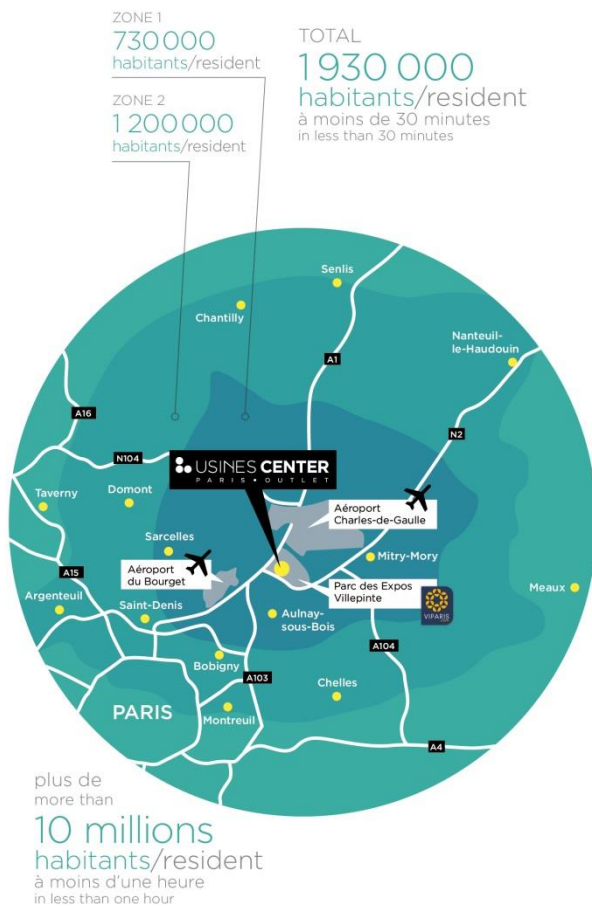 ZONE 1
730 000
habitants/resident
ZONE 2
1 200 000
habitants/resident
TOTAL
1 930 000
habitants/resident
à moins de 30 minutes
in less than 30 minutes
Senlis
Chantilly
Nanteuil-
le-Haudouin
A1
A16
N2
N104
USINES CENTER
PARIS • OUTLET
Taverny
Domont
Aéroport
Charles-de-Gaulle
Sarcelles
Mitry-Mory
Aéroport
du Bourget
A15
Parc des Expos
Villepinte
VIPARIS
Meaux
Argenteuil
Saint-Denis
Aulnay-
sous-Bois
A104
Bobigny
A103
Chelles
PARIS
Montreuil
A4
plus de
more than
10 millions
habitants/resident
à moins d'une heure
in less than one hour